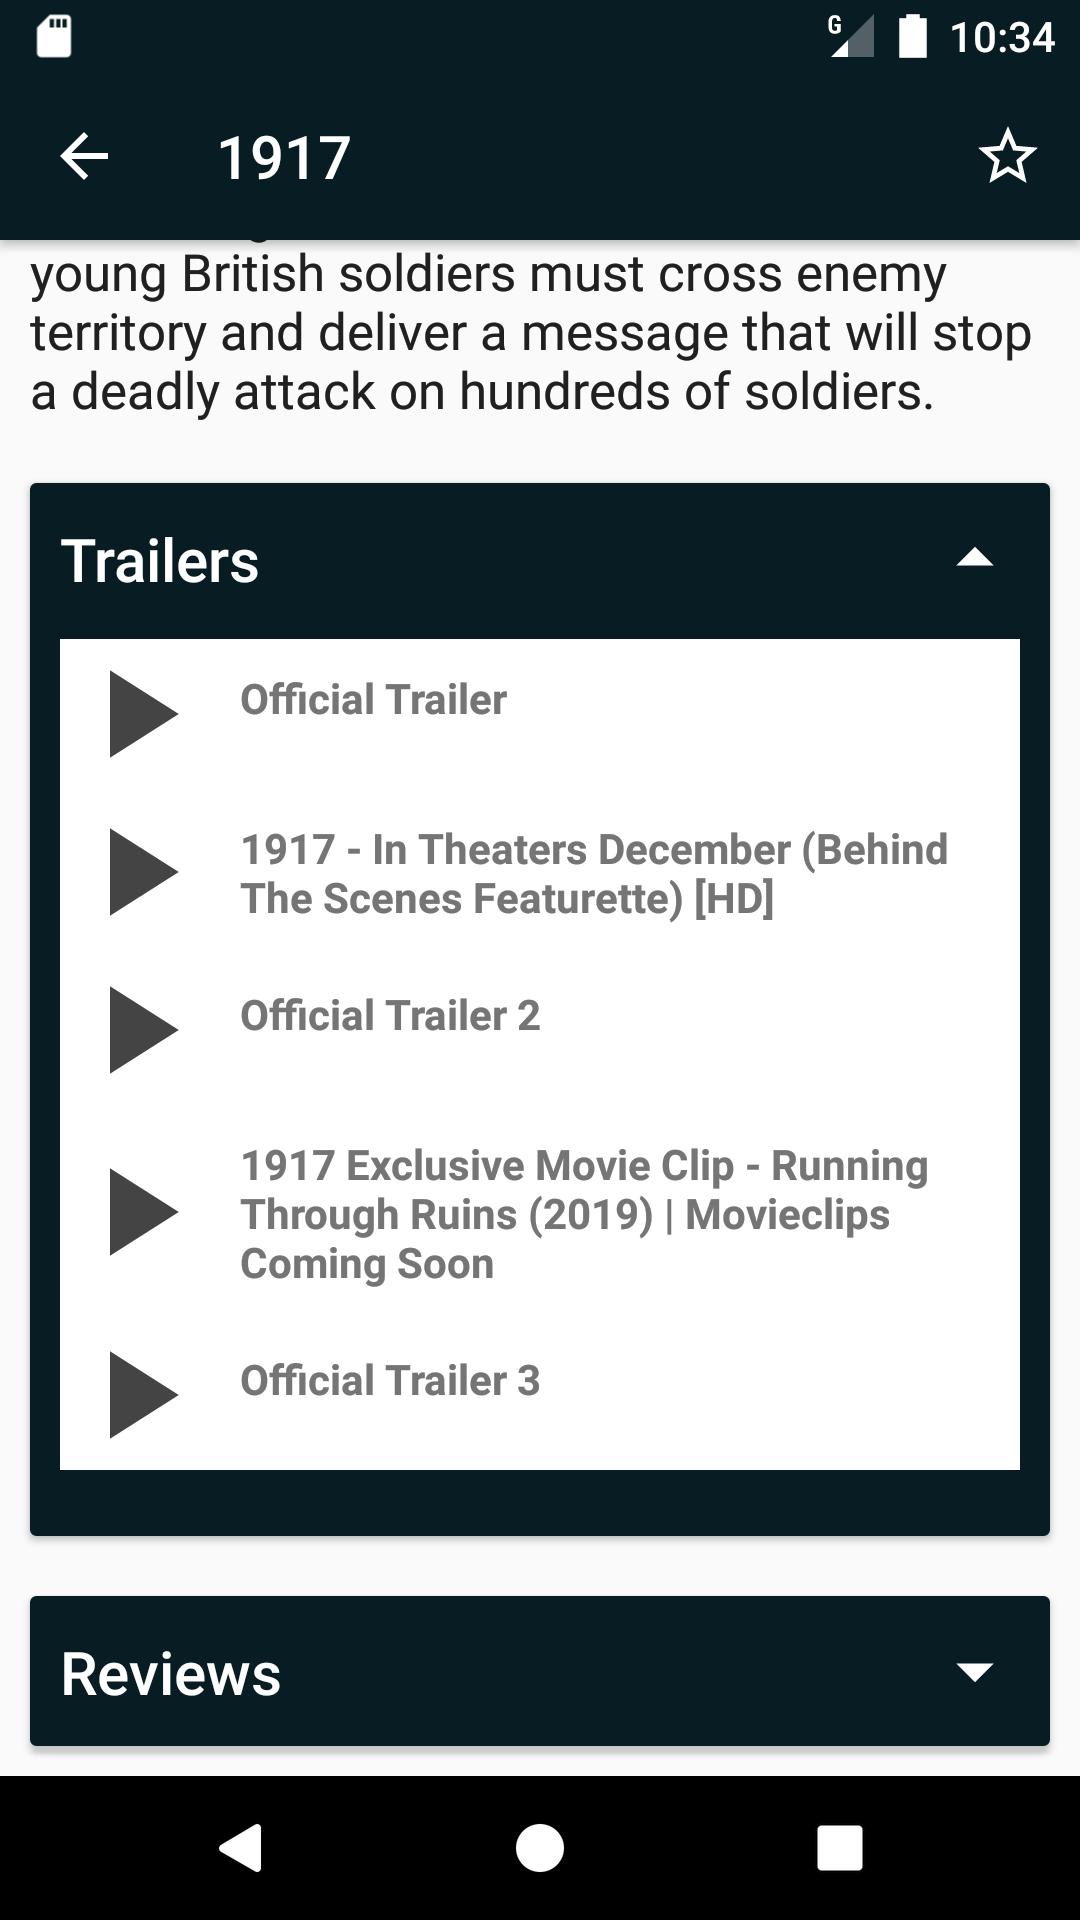 G 10:34
1917
young British soldiers must cross enemy
territory and deliver a message that will stop
a deadly attack on hundreds of soldiers.
Trailers
Official Trailer
1917 - In Theaters December (Behind
The Scenes Featurette) [HD]
Official Trailer 2
1917 Exclusive Movie Clip - Running
Through Ruins (2019) | Movieclips
Coming Soon
Official Trailer 3
Reviews